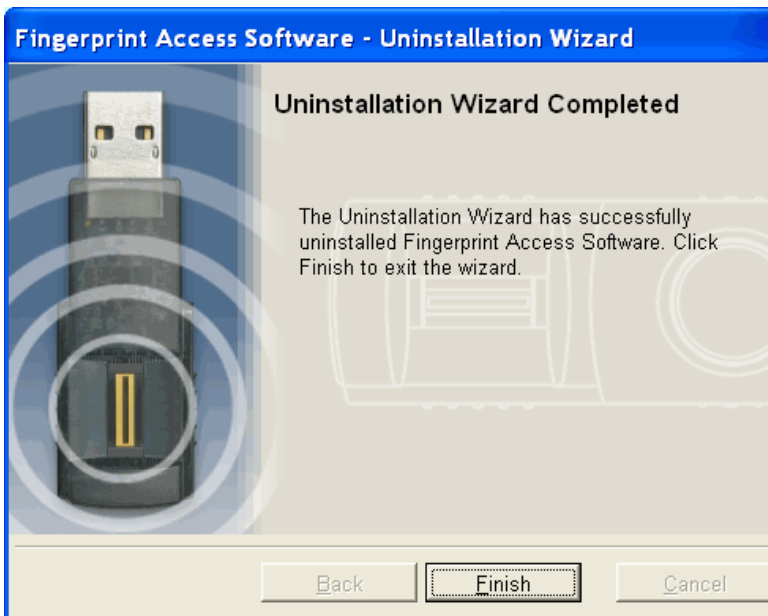 Fingerprint Access Software - Uninstallation Wizard
Uninstallation Wizard Completed
The Uninstallation Wizard has successfully
uninstalled Fingerprint Access Software. Click
Finish to exit the wizard.
Back Finish Cancel